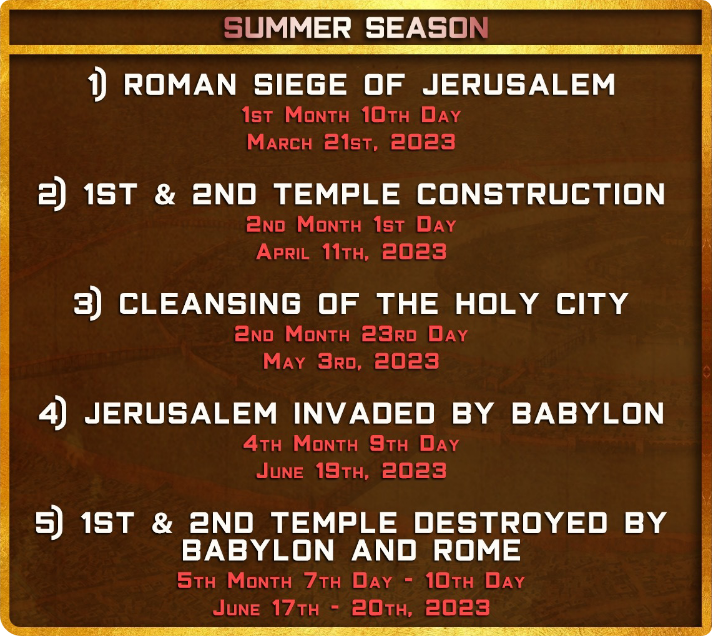 SUMMER SEASON
1) ROMAN SIEGE OF JERUSALEM
1st Month 10th Day
March 21st, 2023
2) 1ST & 2ND TEMPLE CONSTRUCTION
2nd Month 1st Day
April 11th, 2023
3) CLEANSING OF THE HOLY CITY
2nd Month 23rd Day
May 3rd, 2023
4) JERUSALEM INVADED BY BABYLON
4th Month 9th Day
June 19th, 2023
5) 1ST & 2ND TEMPLE DESTROYED BY
BABYLON AND ROME
5th Month 7th Day - 10th Day
June 17th - 20th, 2023